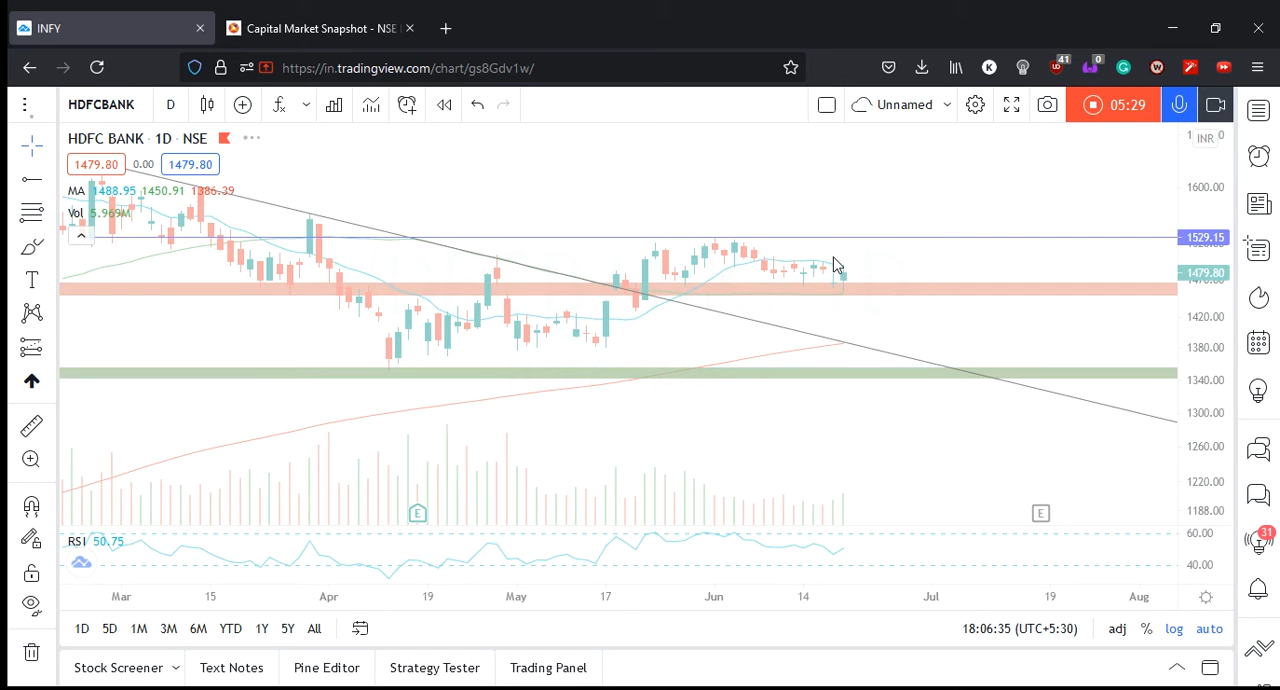 INFY
Capital Market Snapshot - NSE
https://in.tradingview.com/chart/gs8Gdv1w/
41
0
HDFCBANK
D
Unnamed
05:29
HDFC BANK · 1D · NSE
INR
1479.80 0.00 1479.80
MA 1488.95 1450.91 1386.39
Vol 5.969M
1600.00
1529.15
1479.80
1420.00
1380.00
1340.00
1300.00
1260.00
1220.00
1188.00
E
E
RSI 50.75
60.00
40.00
31
Mar 15 Apr 19 May 17 Jun 14 Jul 19 Aug
1D 5D 1M 3M 6M YTD 1Y 5Y All
18:06:35 (UTC+5:30) adj % log auto
Stock Screener Text Notes Pine Editor Strategy Tester Trading Panel